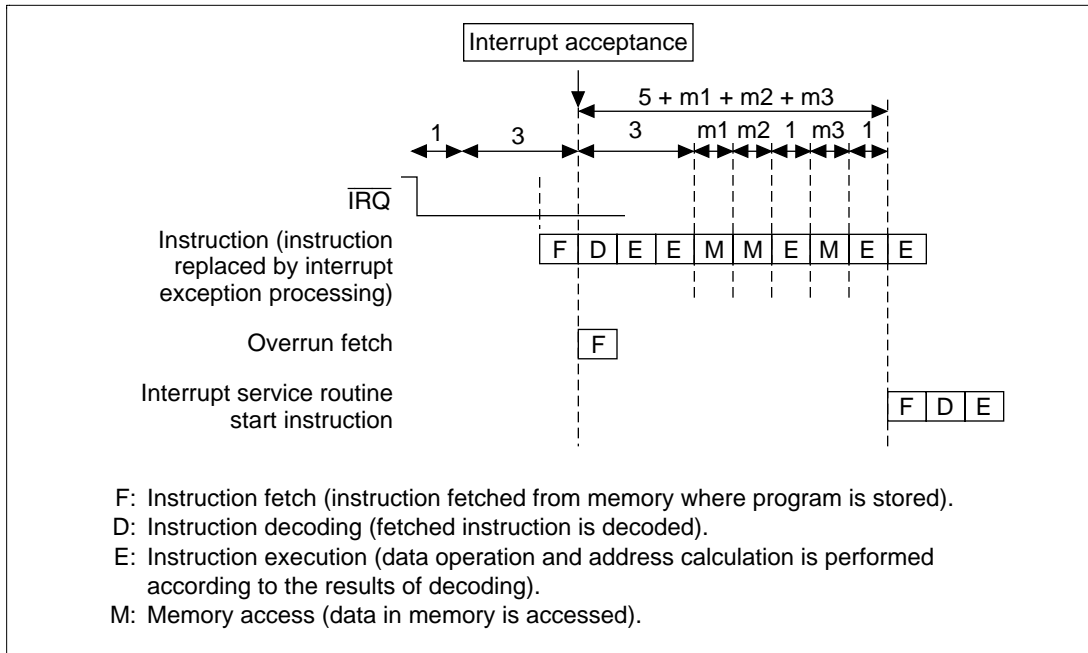 Interrupt acceptance
5 + m1 + m2 + m3
1 3 3 m1 m2 1 m3 1
IRQ
Instruction (instruction
replaced by interrupt
exception processing)
F D E E M M E M E E
Overrun fetch
F
Interrupt service routine
start instruction
F D E
F: Instruction fetch (instruction fetched from memory where program is stored).
D: Instruction decoding (fetched instruction is decoded).
E: Instruction execution (data operation and address calculation is performed
according to the results of decoding).
M: Memory access (data in memory is accessed).